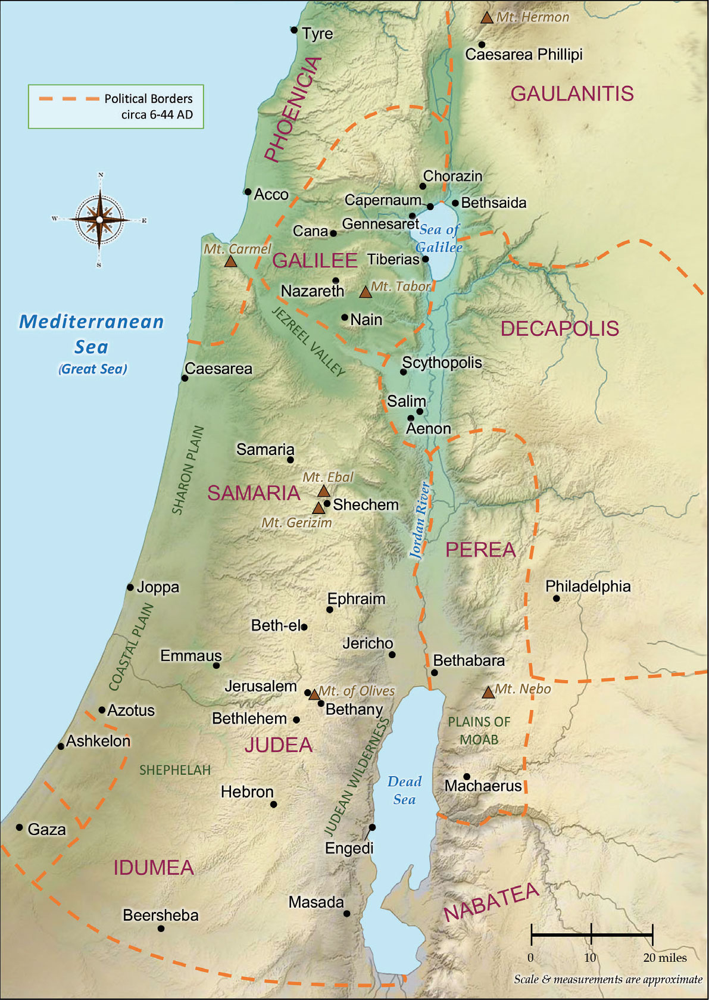 Mt. Hermon
Tyre
Caesarea Phillipi
PHOENICIA
GAULANITIS
Political Borders
circa 6-44 AD
N
W
E
S
Chorazin
Acco
Capernaum
Bethsaida
Gennesaret
Cana
Sea of
Galilee
Mt. Carmel
GALILEE
Tiberias
Nazareth
Mt. Tabor
Nain
JEZREEL VALLEY
Mediterranean
Sea
(Great Sea)
DECAPOLIS
Caesarea
Scythopolis
Salim
Aenon
SHARON PLAIN
Samaria
Mt. Ebal
SAMARIA
Shechem
Mt. Gerizim
Jordan River
PEREA
Joppa
Philadelphia
Ephraim
COASTAL PLAIN
Beth-el
Jericho
Emmaus
Bethabara
Jerusalem
Mt. of Olives
Mt. Nebo
Azotus
Bethany
Bethlehem
PLAINS OF
MOAB
Ashkelon
JUDEA
SHEPHELAH
JUDEAN WILDERNESS
Dead
Sea
Machaerus
Hebron
Gaza
Engedi
IDUMEA
Masada
NABATEA
Beersheba
0 10 20 miles
Scale & measurements are approximate